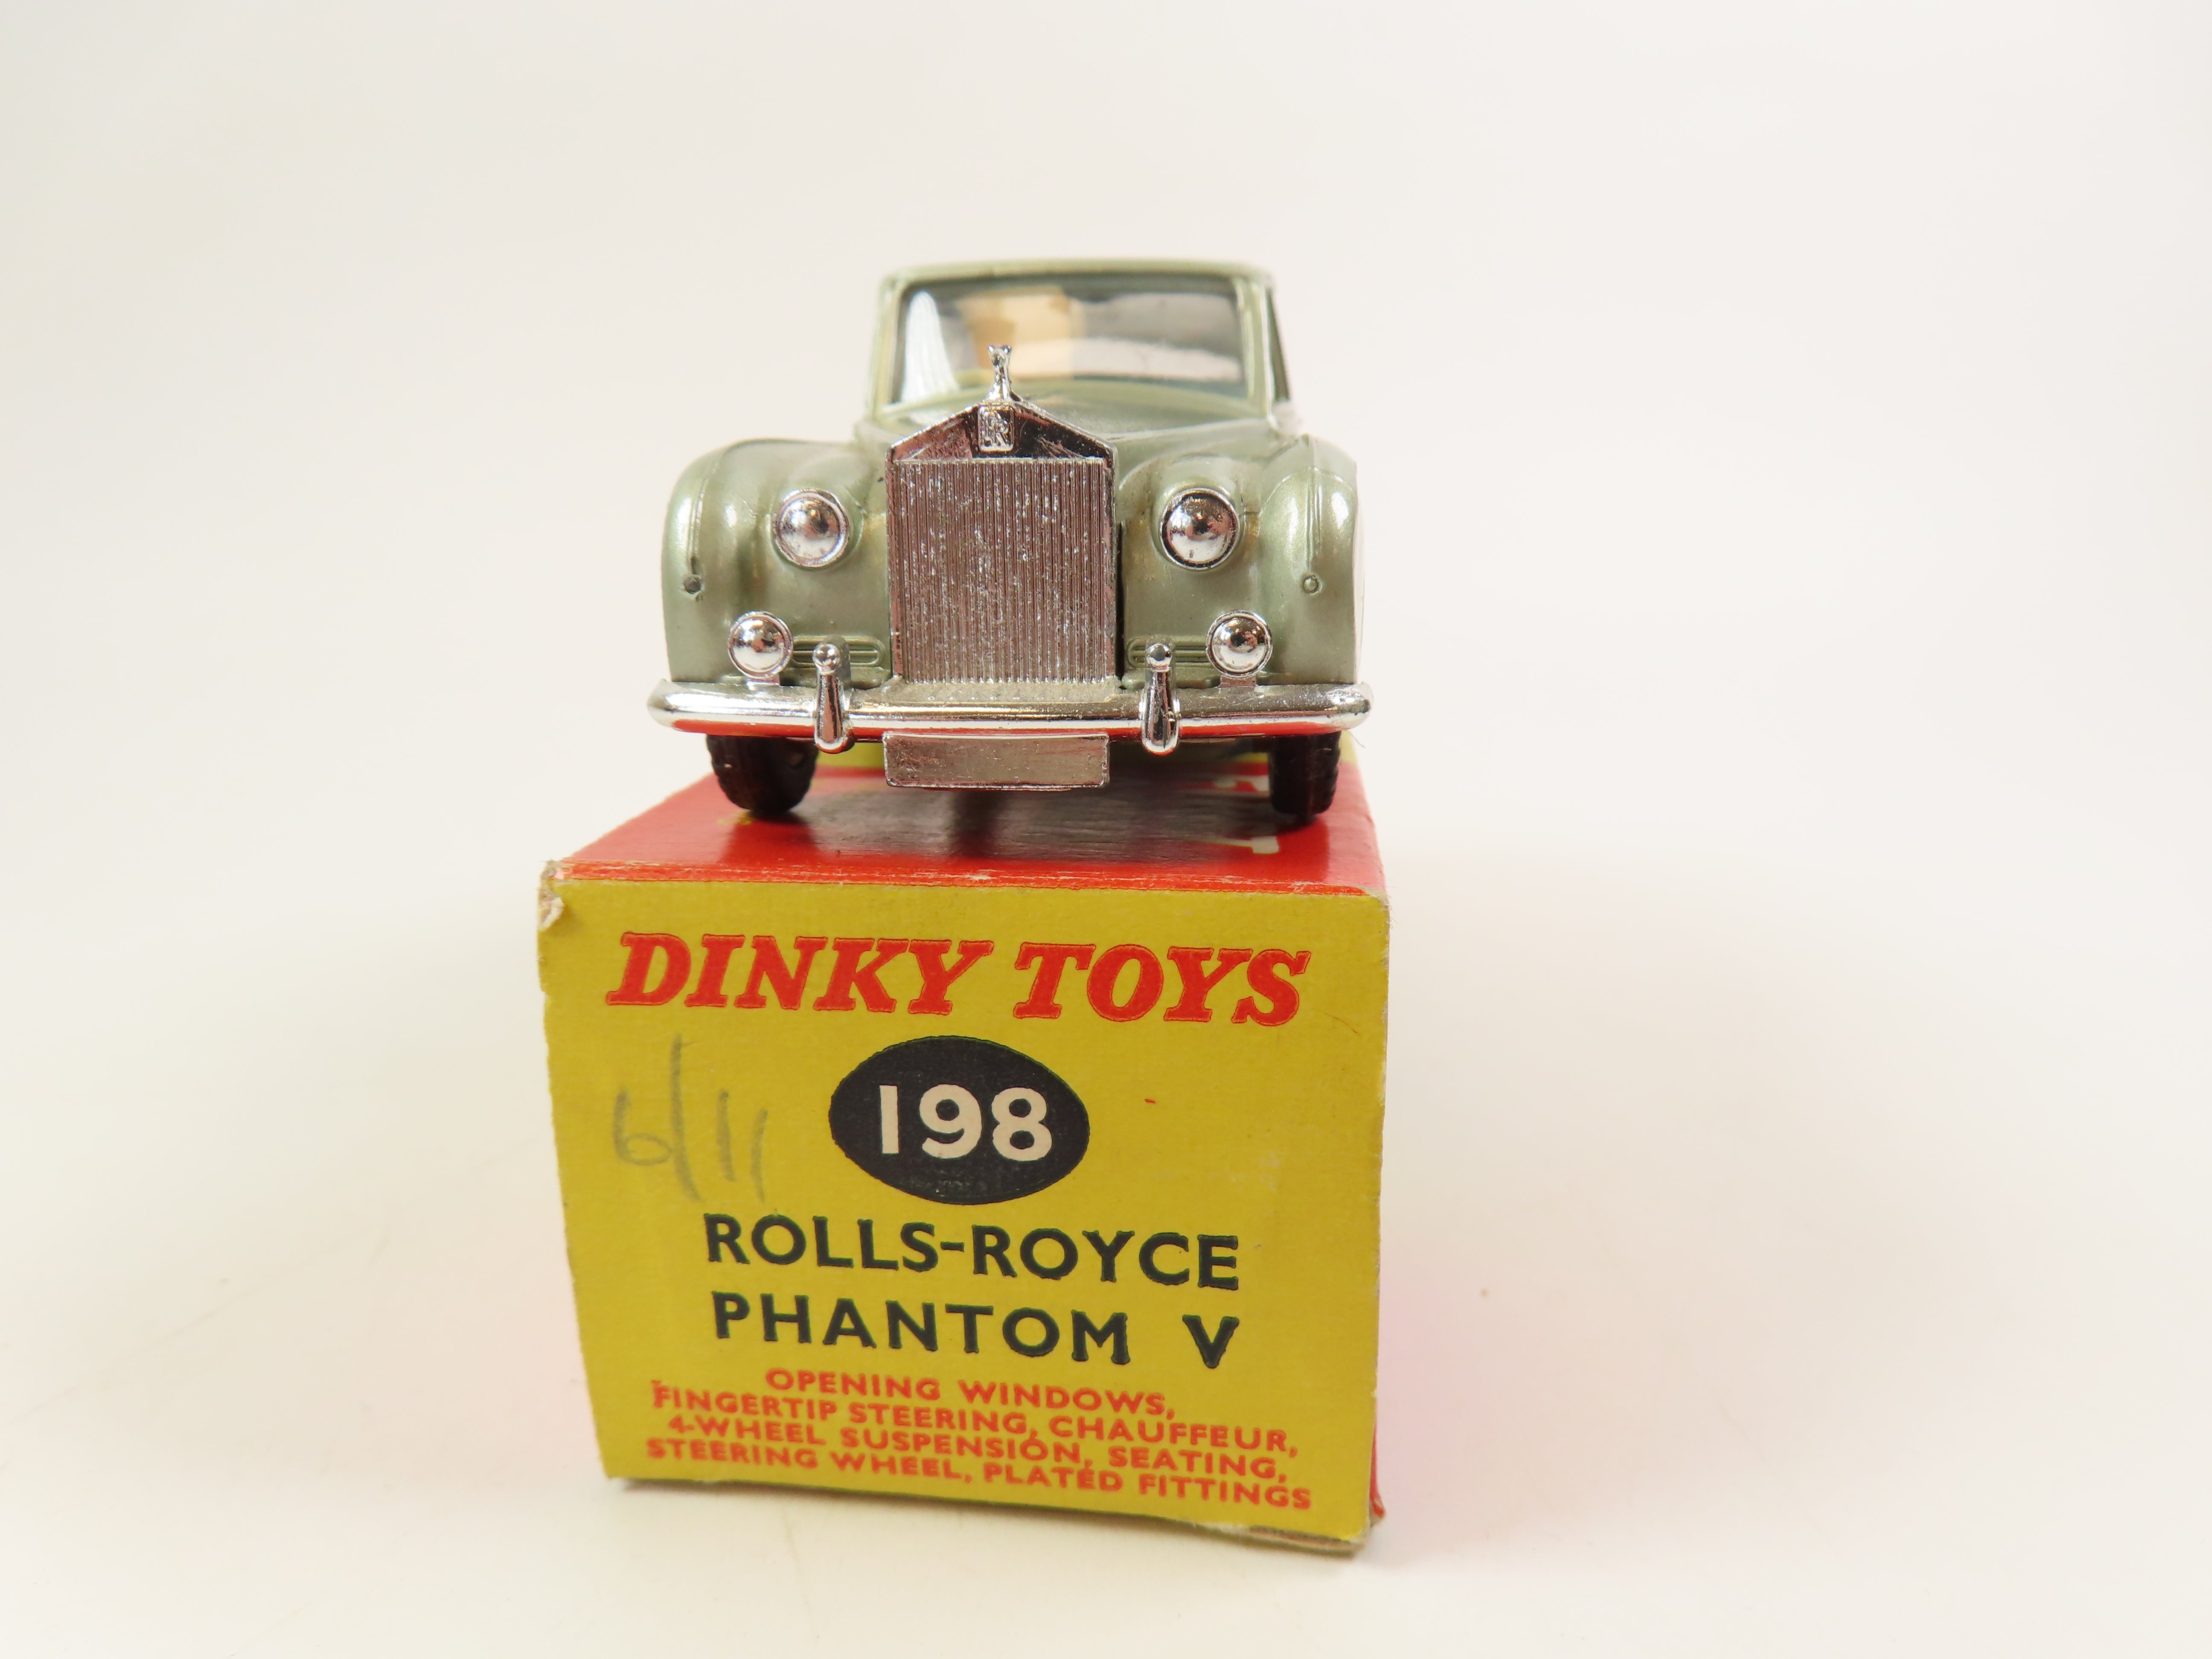 RR
DINKY TOYS
198
6/11
ROLLS-ROYCE
PHANTOM V
OPENING WINDOWS,
FINGERTIP STEERING, CHAUFFEUR,
4-WHEEL SUSPENSION, SEATING,
STEERING WHEEL, PLATED FITTINGS